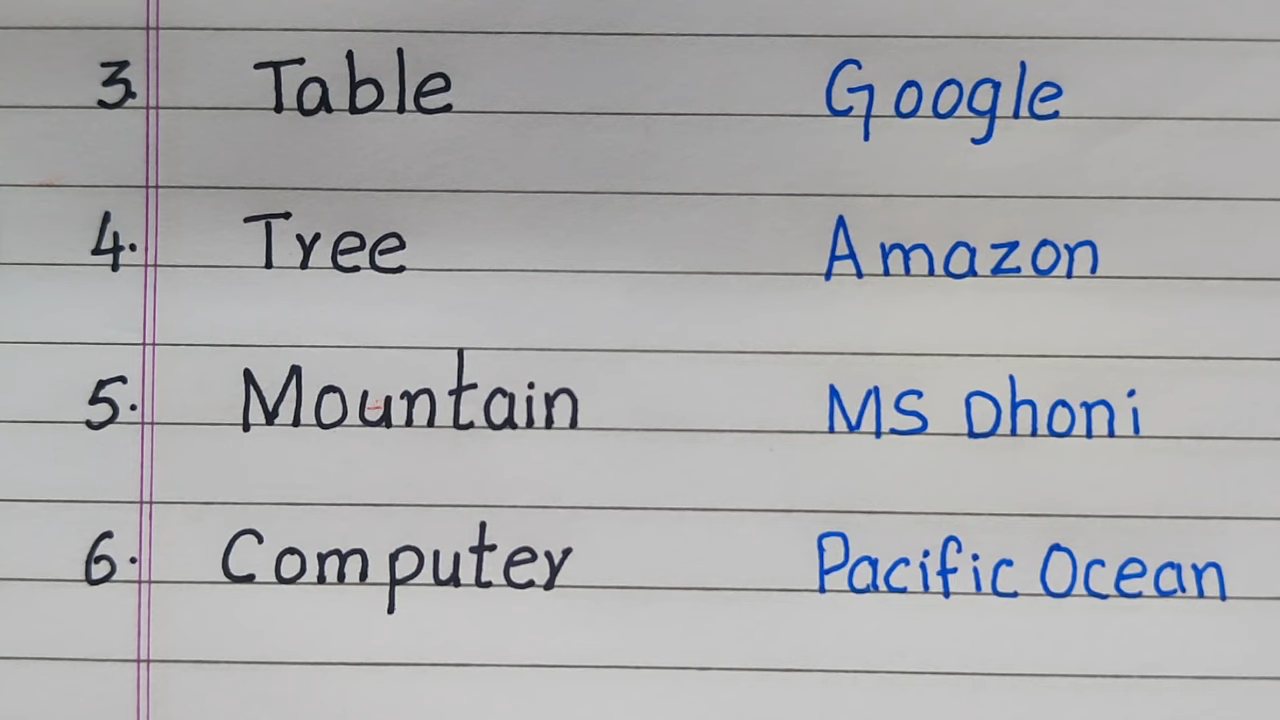 3. Table Google
4. Tree Amazon
5. Mountain MS Dhoni
6. Computer Pacific Ocean